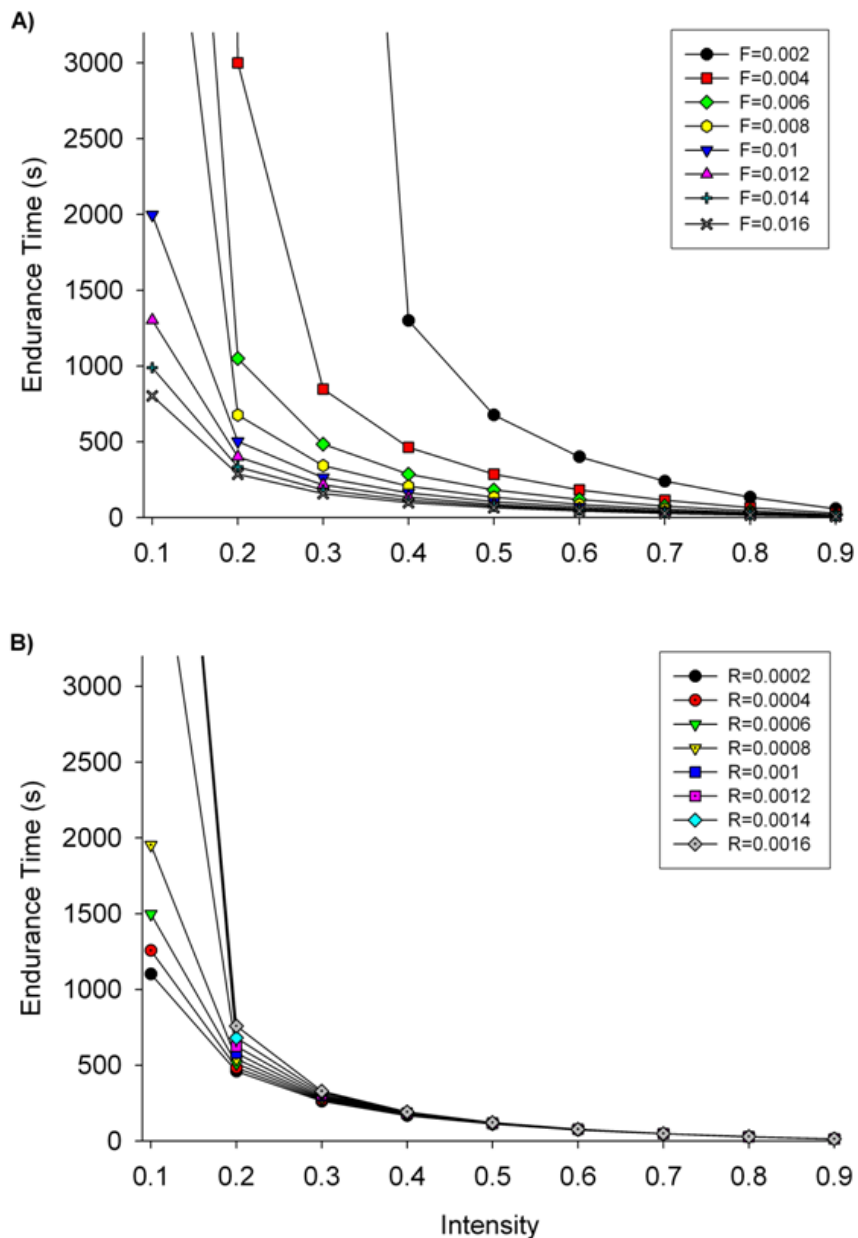 A)
3000
2500
2000
1500
1000
500
0
Endurance Time (s)
F=0.002
F=0.004
F=0.006
F=0.008
F=0.01
F=0.012
F=0.014
F=0.016
0.1 0.2 0.3 0.4 0.5 0.6 0.7 0.8 0.9
B)
3000
2500
2000
1500
1000
500
0
Endurance Time (s)
R=0.0002
R=0.0004
R=0.0006
R=0.0008
R=0.001
R=0.0012
R=0.0014
R=0.0016
0.1 0.2 0.3 0.4 0.5 0.6 0.7 0.8 0.9
Intensity